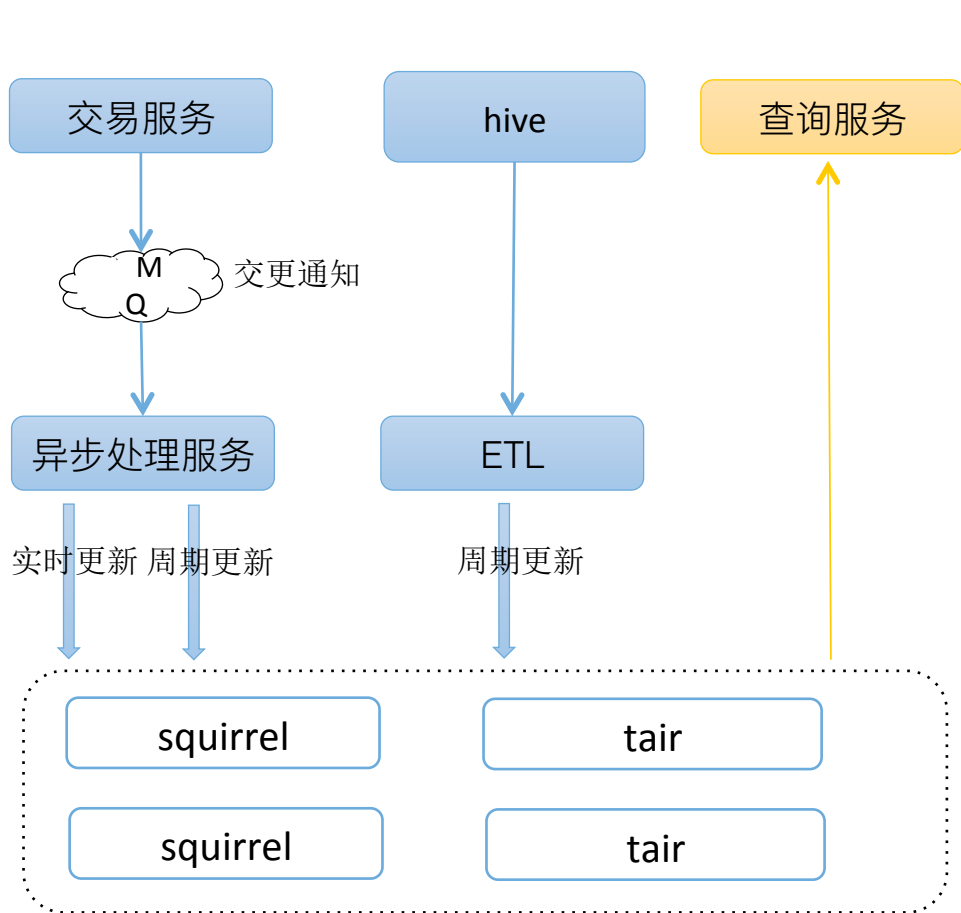 交易服务
hive
查询服务
M
Q
交更通知
异步处理服务
ETL
实时更新
周期更新
周期更新
squirrel
tair
squirrel
tair